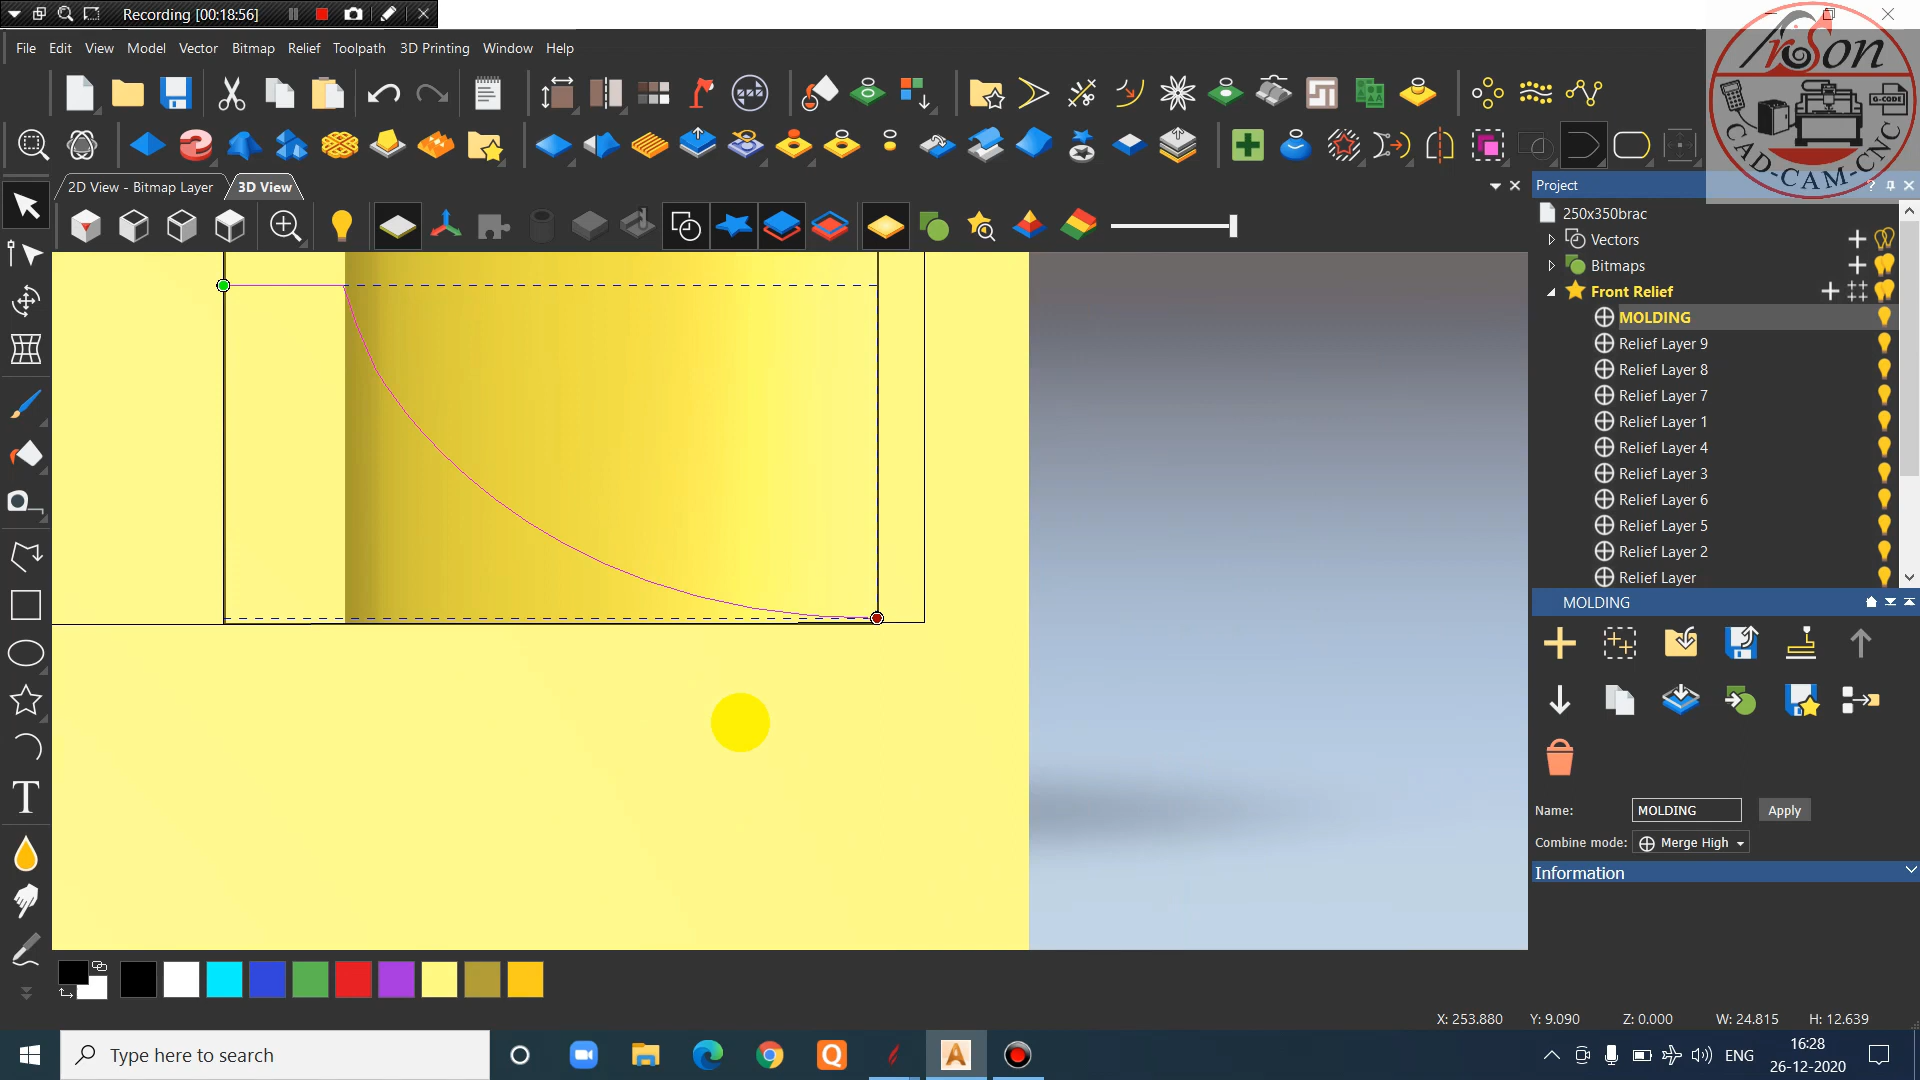 Recording [00:18:56]
File Edit View Model Vector Bitmap Relief Toolpath 3D Printing Window Help
ArSon
G-CODE
CAD-CAM-CNC
2D View - Bitmap Layer
3D View
Project
250x350brac
Vectors
Bitmaps
Front Relief
MOLDING
Relief Layer 9
Relief Layer 8
Relief Layer 7
Relief Layer 1
Relief Layer 4
Relief Layer 3
Relief Layer 6
Relief Layer 5
Relief Layer 2
Relief Layer
MOLDING
Name: MOLDING Apply
Combine mode: Merge High
Information
X: 253.880 Y: 9.090 Z: 0.000 W: 24.815 H: 12.639
Type here to search
ENG
16:28
26-12-2020